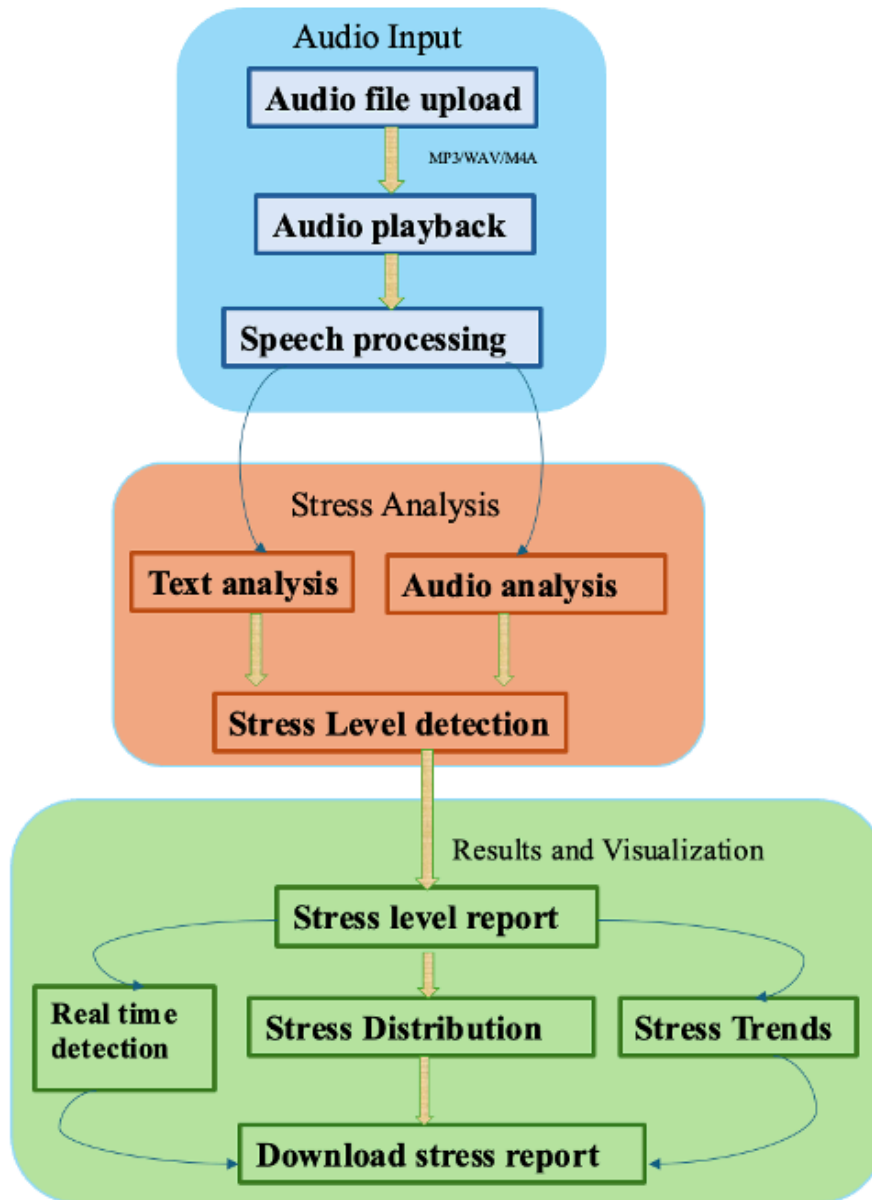 Audio Input
Audio file upload
MP3/WAV/M4A
Audio playback
Speech processing
Stress Analysis
Text analysis
Audio analysis
Stress Level detection
Results and Visualization
Stress level report
Real time
detection
Stress Distribution
Stress Trends
Download stress report